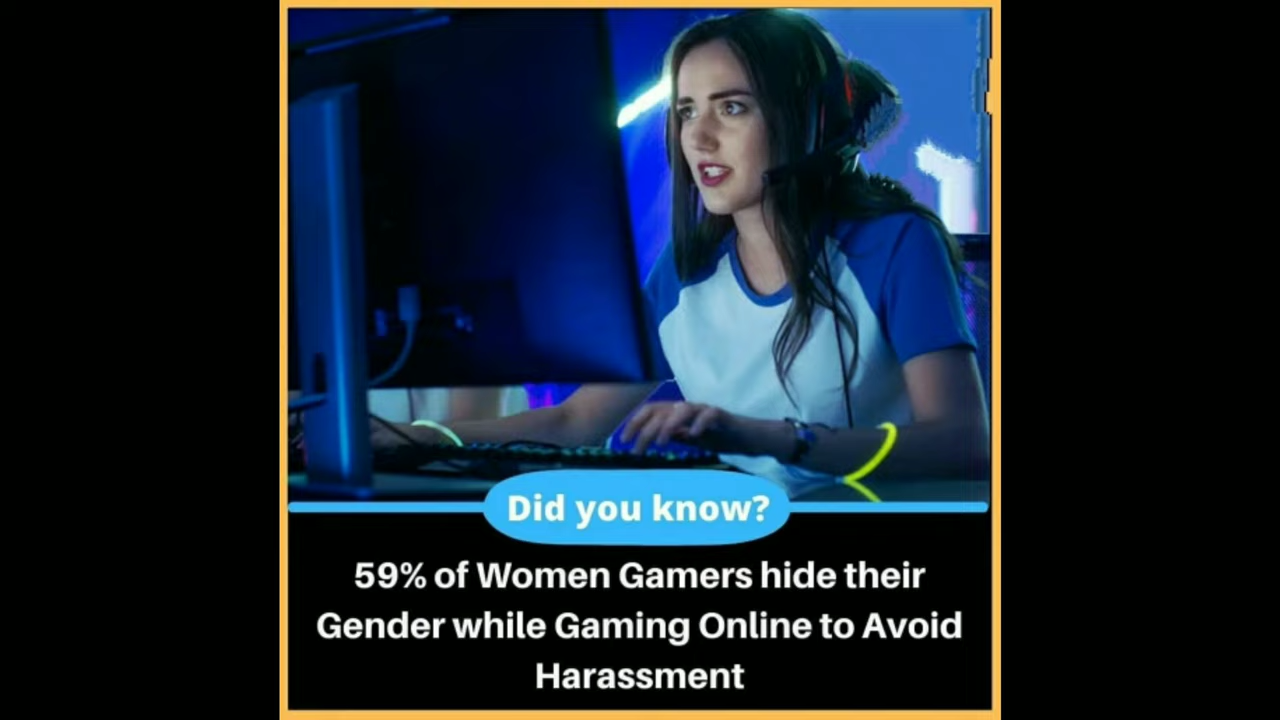 Did you know?
59% of Women Gamers hide their
Gender while Gaming Online to Avoid
Harassment